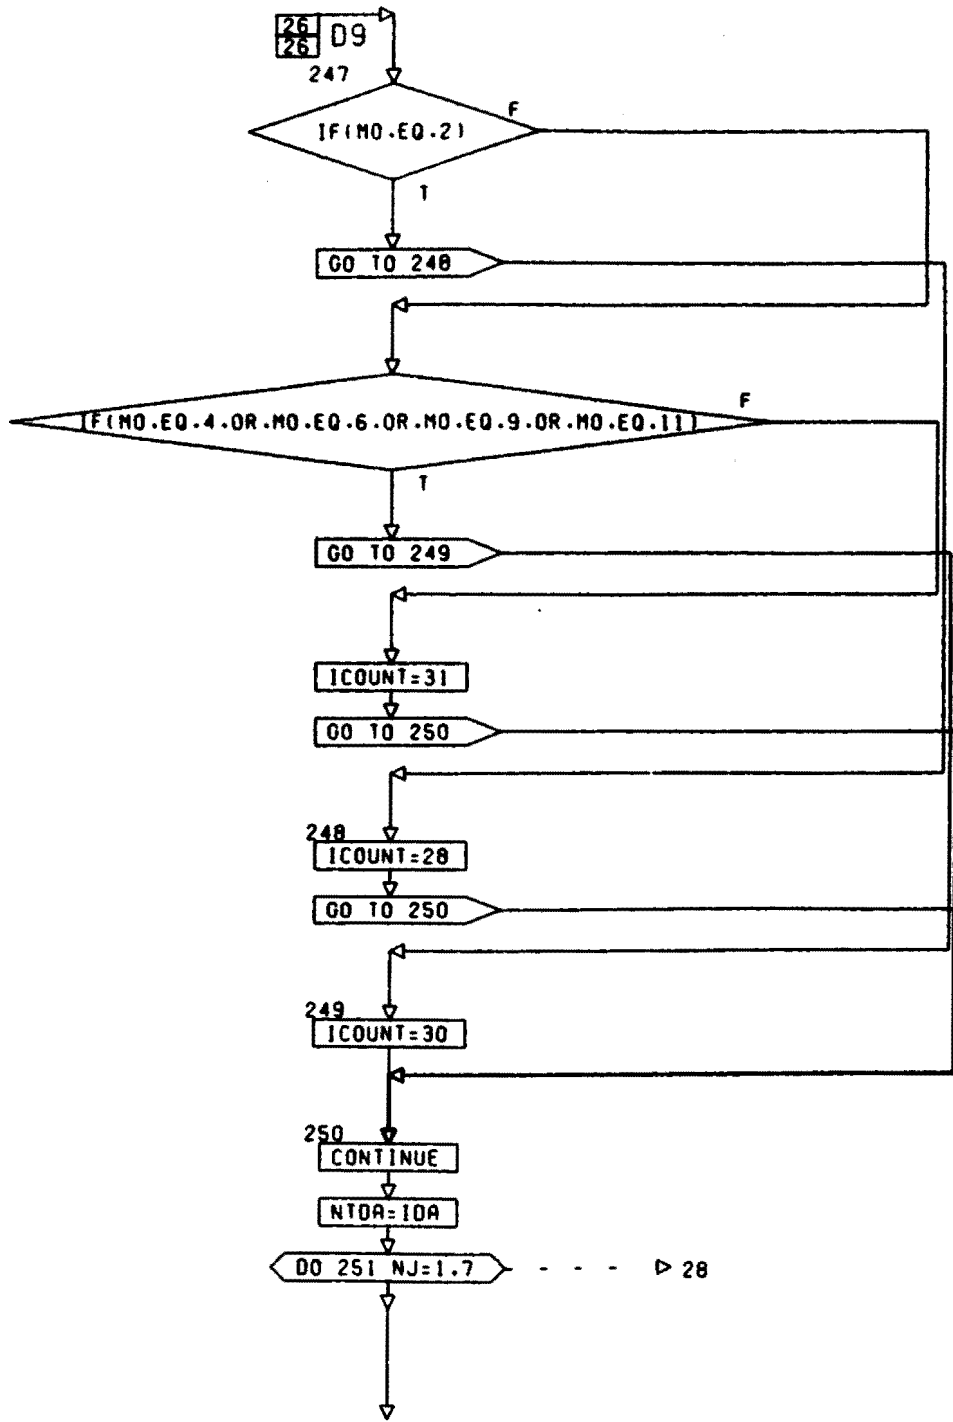 26
26
D9
247
F
IF(MO.EQ.2)
T
GO TO 248
F
IF(MO.EQ.4.OR.MO.EQ.6.OR.MO.EQ.9.OR.MO.EQ.11)
T
GO TO 249
ICOUNT=31
GO TO 250
248
ICOUNT=28
GO TO 250
249
ICOUNT=30
250
CONTINUE
NTDA=IDA
DO 251 NJ=1.7
28